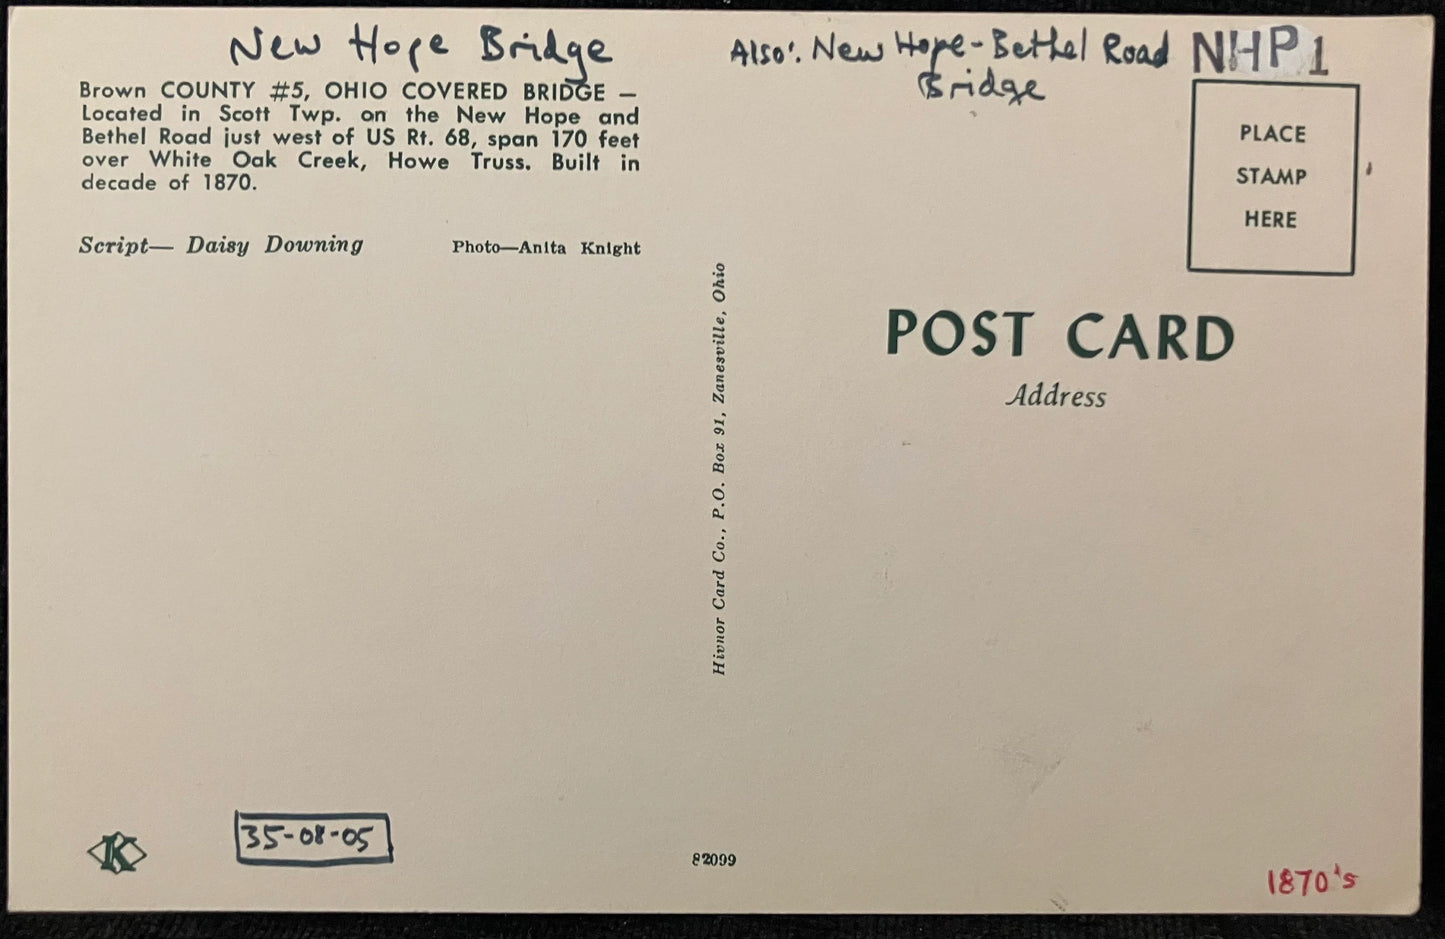 New Hope Bridge
Also: New Hope-Bethel Road
Bridge
NHP1
Brown COUNTY #5, OHIO COVERED BRIDGE —
Located in Scott Twp. on the New Hope and
Bethel Road just west of US Rt. 68, span 170 feet
over White Oak Creek, Howe Truss. Built in
decade of 1870.
Script— Daisy Downing
Photo—Anita Knight
PLACE
STAMP
HERE
POST CARD
Address
Hivnor Card Co., P.O. Box 91, Zanesville, Ohio
K
35-08-05
82099
1870's